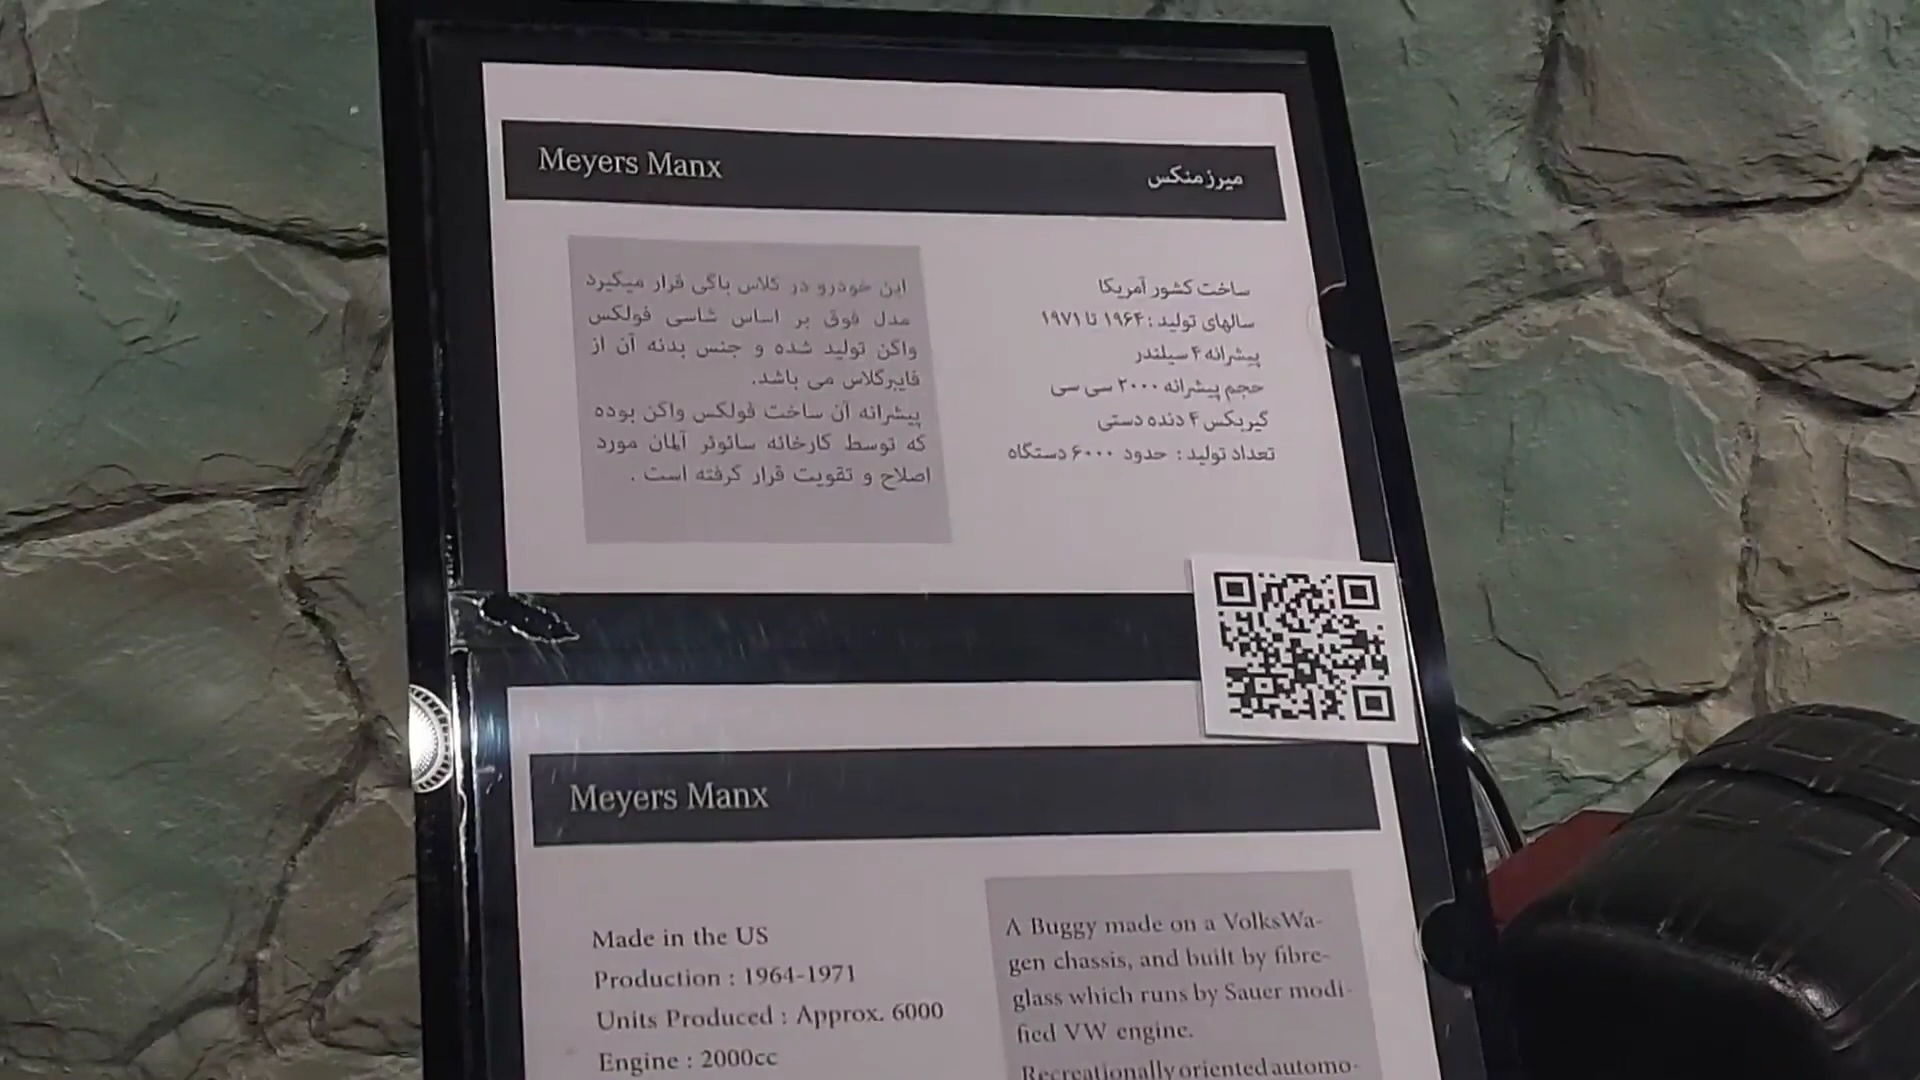 Meyers Manx
میرزمنکس
ساخت کشور آمریکا
سالهای تولید : ۱۹۶۴ تا ۱۹۷۱
پیشرانه ۴ سیلندر
حجم پیشرانه ۲۰۰۰ سی سی
گیربکس ۴ دنده دستی
تعداد تولید : حدود ۶۰۰۰ دستگاه
این خودرو در کلاس باگی قرار میگیرد
مدل فوق بر اساس شاسی فولکس
واگن تولید شده و جنس بدنه آن از
فایبرگلاس می باشد.
پیشرانه آن ساخت فولکس واگن بوده
که توسط کارخانه سائوئر آلمان مورد
اصلاح و تقویت قرار گرفته است .
Meyers Manx
Made in the US
Production : 1964-1971
Units Produced : Approx. 6000
Engine : 2000cc
A Buggy made on a VolksWa-
gen chassis, and built by fibre-
glass which runs by Sauer modi-
fied VW engine.
Recreationally oriented automo-